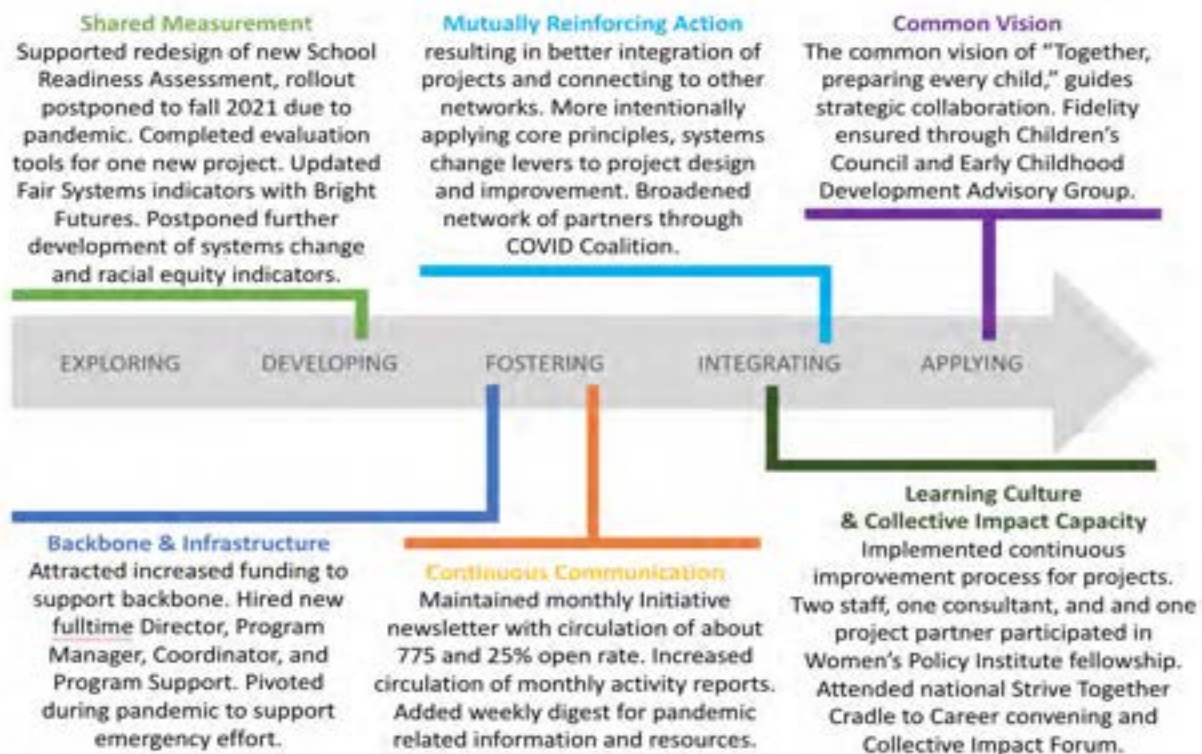 Shared Measurement
Supported redesign of new School
Readiness Assessment, rollout
postponed to fall 2021 due to
pandemic. Completed evaluation
tools for one new project. Updated
Fair Systems indicators with Bright
Futures. Postponed further
development of systems change
and racial equity indicators.
Mutually Reinforcing Action
resulting in better integration of
projects and connecting to other
networks. More intentionally
applying core principles, systems
change levers to project design
and improvement. Broadened
network of partners through
COVID Coalition.
Common Vision
The common vision of “Together,
preparing every child,” guides
strategic collaboration. Fidelity
ensured through Children’s
Council and Early Childhood
Development Advisory Group.
EXPLORING DEVELOPING FOSTERING INTEGRATING APPLYING
Backbone & Infrastructure
Attracted increased funding to
support backbone. Hired new
fulltime Director, Program
Manager, Coordinator, and
Program Support. Pivoted
during pandemic to support
emergency effort.
Continuous Communication
Maintained monthly Initiative
newsletter with circulation of about
775 and 25% open rate. Increased
circulation of monthly activity reports.
Added weekly digest for pandemic
related information and resources.
Learning Culture
& Collective Impact Capacity
Implemented continuous
improvement process for projects.
Two staff, one consultant, and and one
project partner participated in
Women’s Policy Institute fellowship.
Attended national Strive Together
Cradle to Career convening and
Collective Impact Forum.